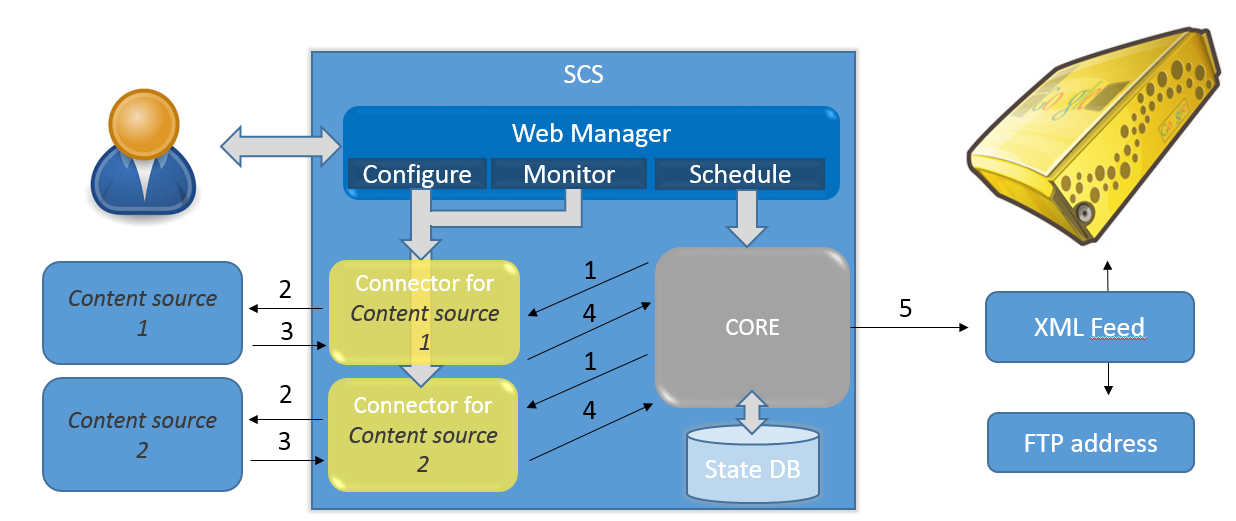 SCS
Web Manager
Configure
Monitor
Schedule
Google
Google
Content source
1
2
3
Connector for
Content source
1
1
4
CORE
5
XML Feed
Content source
2
2
3
Connector for
Content source
2
1
4
State DB
FTP address